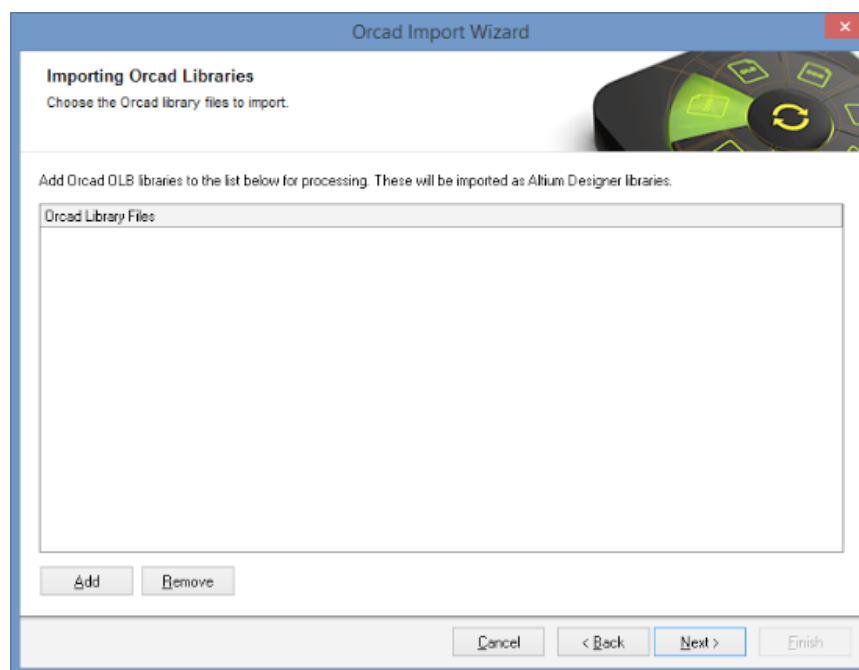 Orcad Import Wizard
Importing Orcad Libraries
Choose the Orcad library files to import.
Add Orcad OLB libraries to the list below for processing. These will be imported as Altium Designer libraries.
Orcad Library Files
Add Remove
Cancel < Back Next > Finish